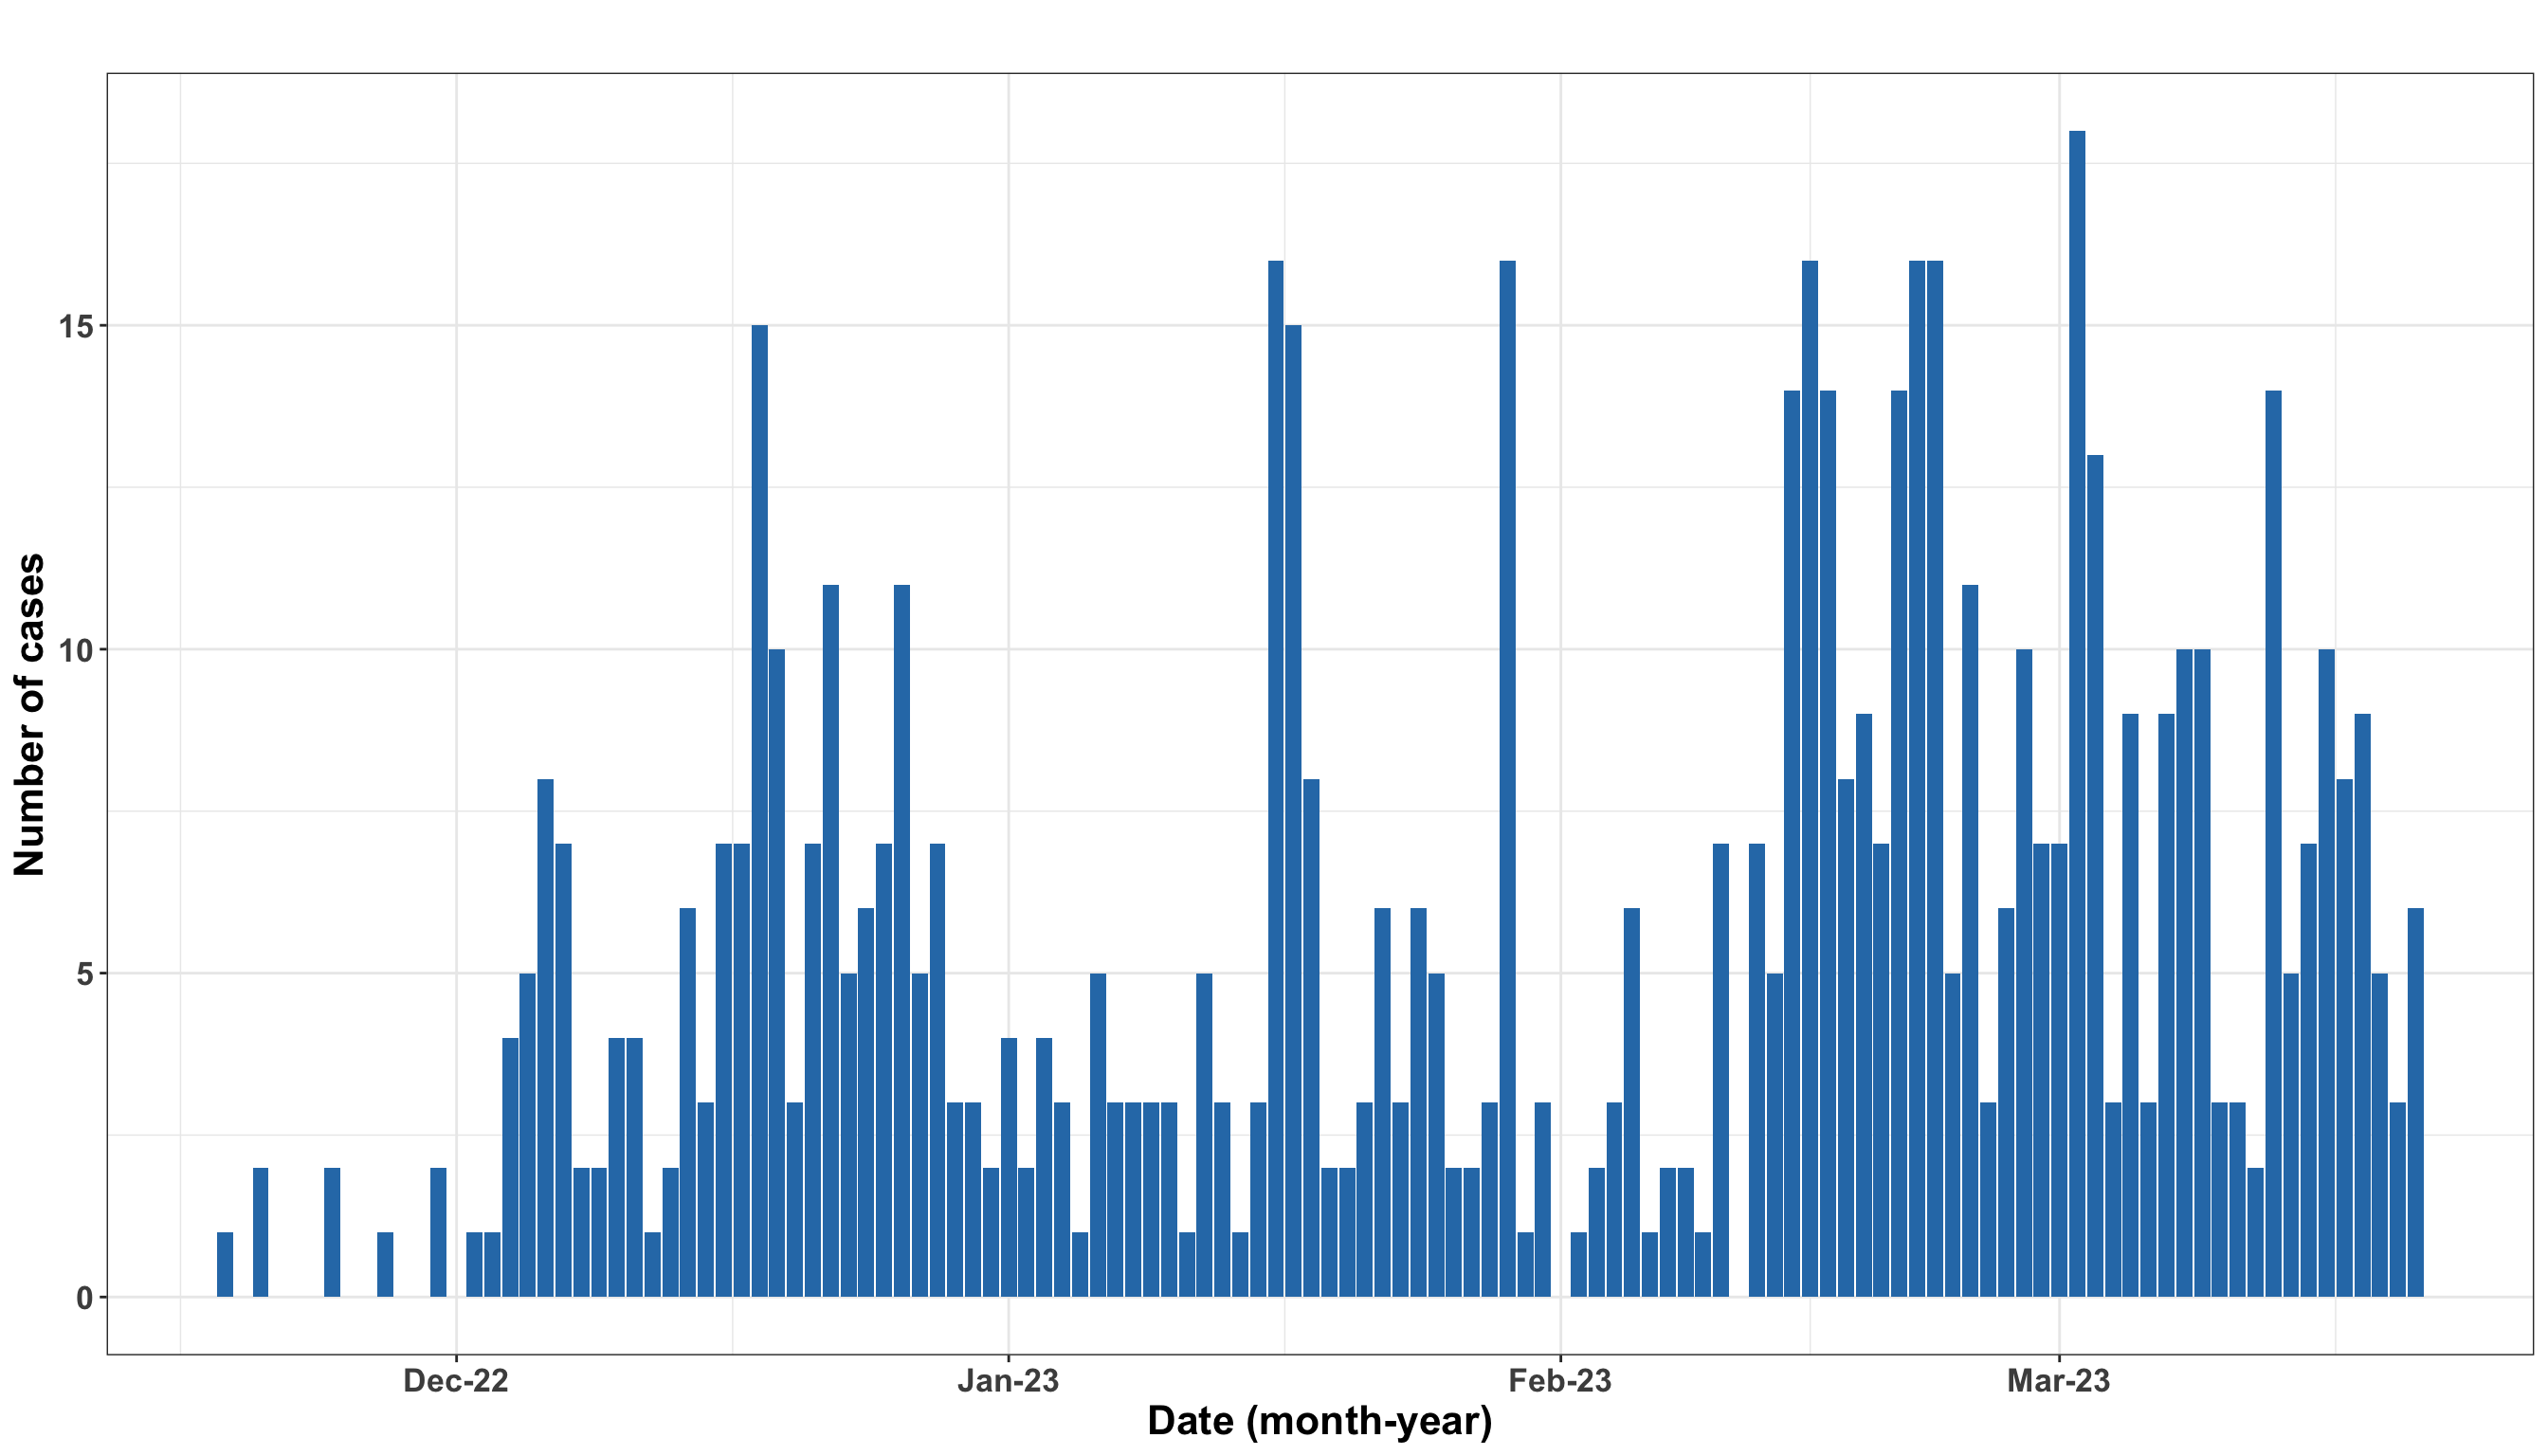 Number of cases
15
10
5
0
Dec-22
Jan-23
Feb-23
Mar-23
Date (month-year)